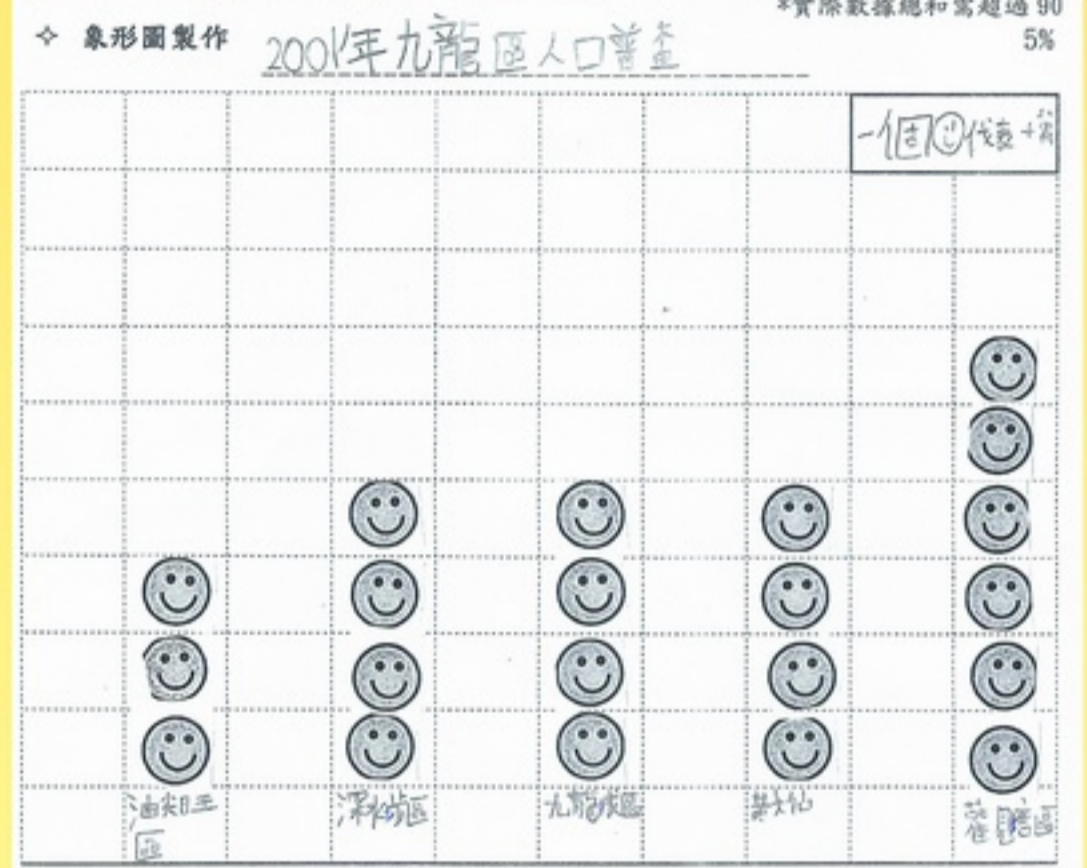 *實際數據總和需超過 90
5%
✧ 象形圖製作 2001年九龍區人口普查
一個☺代表十萬
油尖旺
區
深水埗區
九龍城區
黃大仙
觀塘區